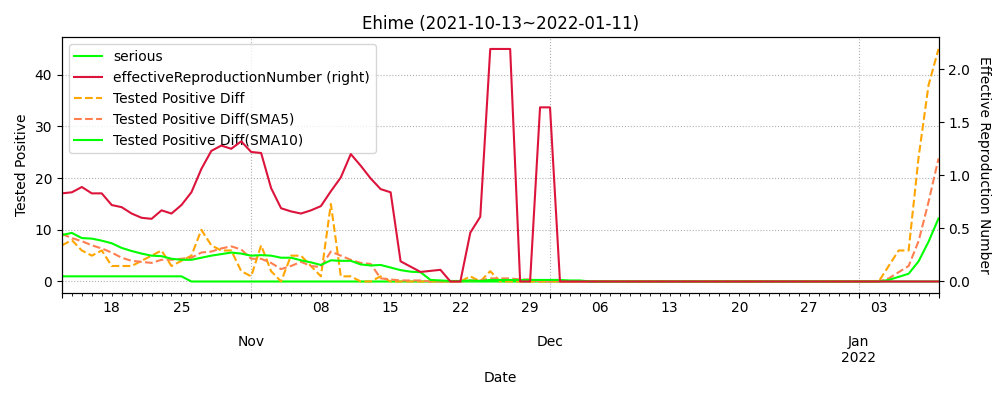 Ehime (2021-10-13~2022-01-11)
serious
effectiveReproductionNumber (right)
Tested Positive Diff
Tested Positive Diff(SMA5)
Tested Positive Diff(SMA10)
Tested Positive
40
30
20
10
0
2.0
1.5
1.0
0.5
0.0
Effective Reproduction Number
18 25 08 15 22 29 06 13 20 27 03
Nov Dec Jan
2022
Date